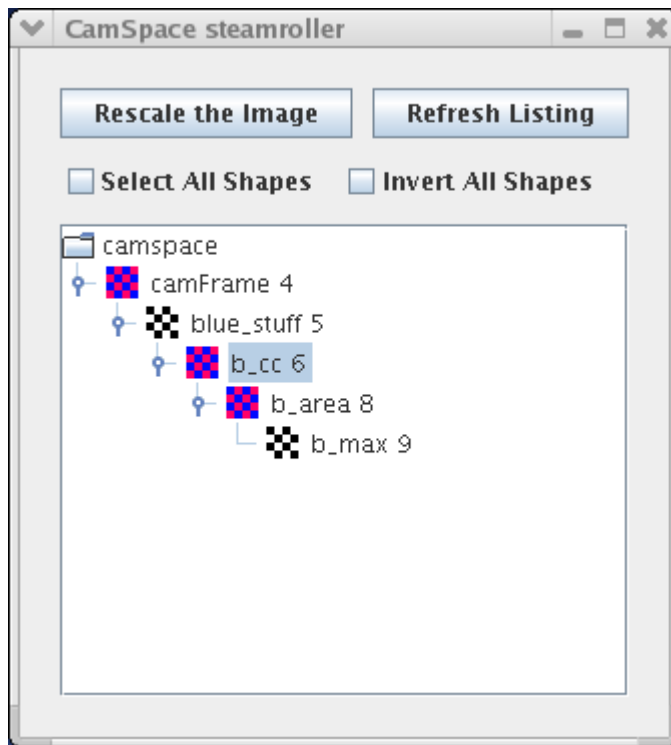 CamSpace steamroller
Rescale the Image Refresh Listing
Select All Shapes Invert All Shapes
camspace
camFrame 4
blue_stuff 5
b_cc 6
b_area 8
b_max 9